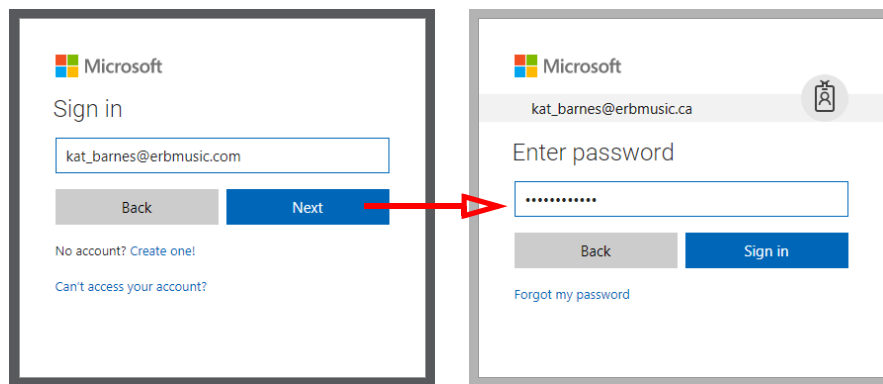 Microsoft
Sign in
kat_barnes@erbmusic.com
Back
Next
No account? Create one!
Can't access your account?
Microsoft
kat_barnes@erbmusic.ca
Enter password
••••••••••••
Back
Sign in
Forgot my password